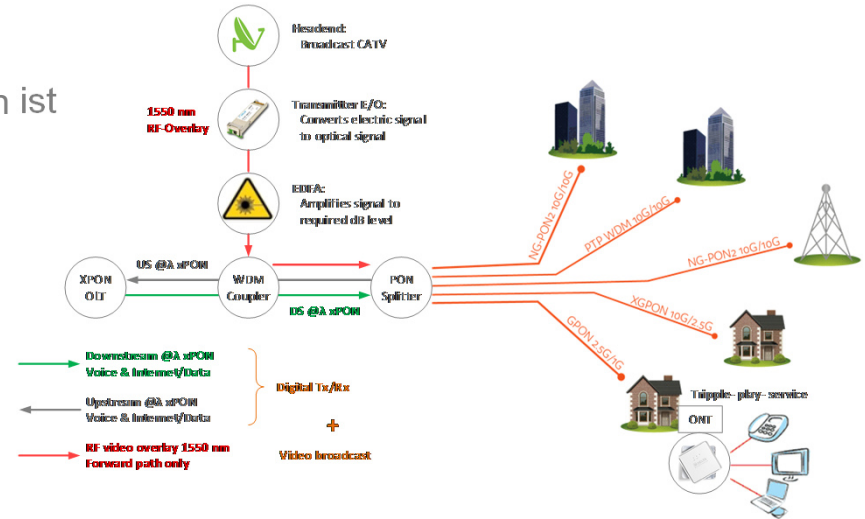 n ist
Headend:
Broadcast CATV
1550 nm
RF-Overlay
Transmitter E/O:
Converts electric signal
to optical signal
EDFA:
Amplifies signal to
required dB level
XPON
OLT
US @λ xPON
WDM
Coupler
DS @λ xPON
PON
Splitter
NG-PON2 10G/10G
PTP WDM 10G/10G
NG-PON2 10G/10G
XGPON 10G/2.5G
GPON 2.5G/1G
Tripple- play- service
ONT
Downstream @λ xPON
Voice & Internet/Data
Upstream @λ xPON
Voice & Internet/Data
RF video overlay 1550 nm
Forward path only
Digital Tx/Rx
+
Video broadcast